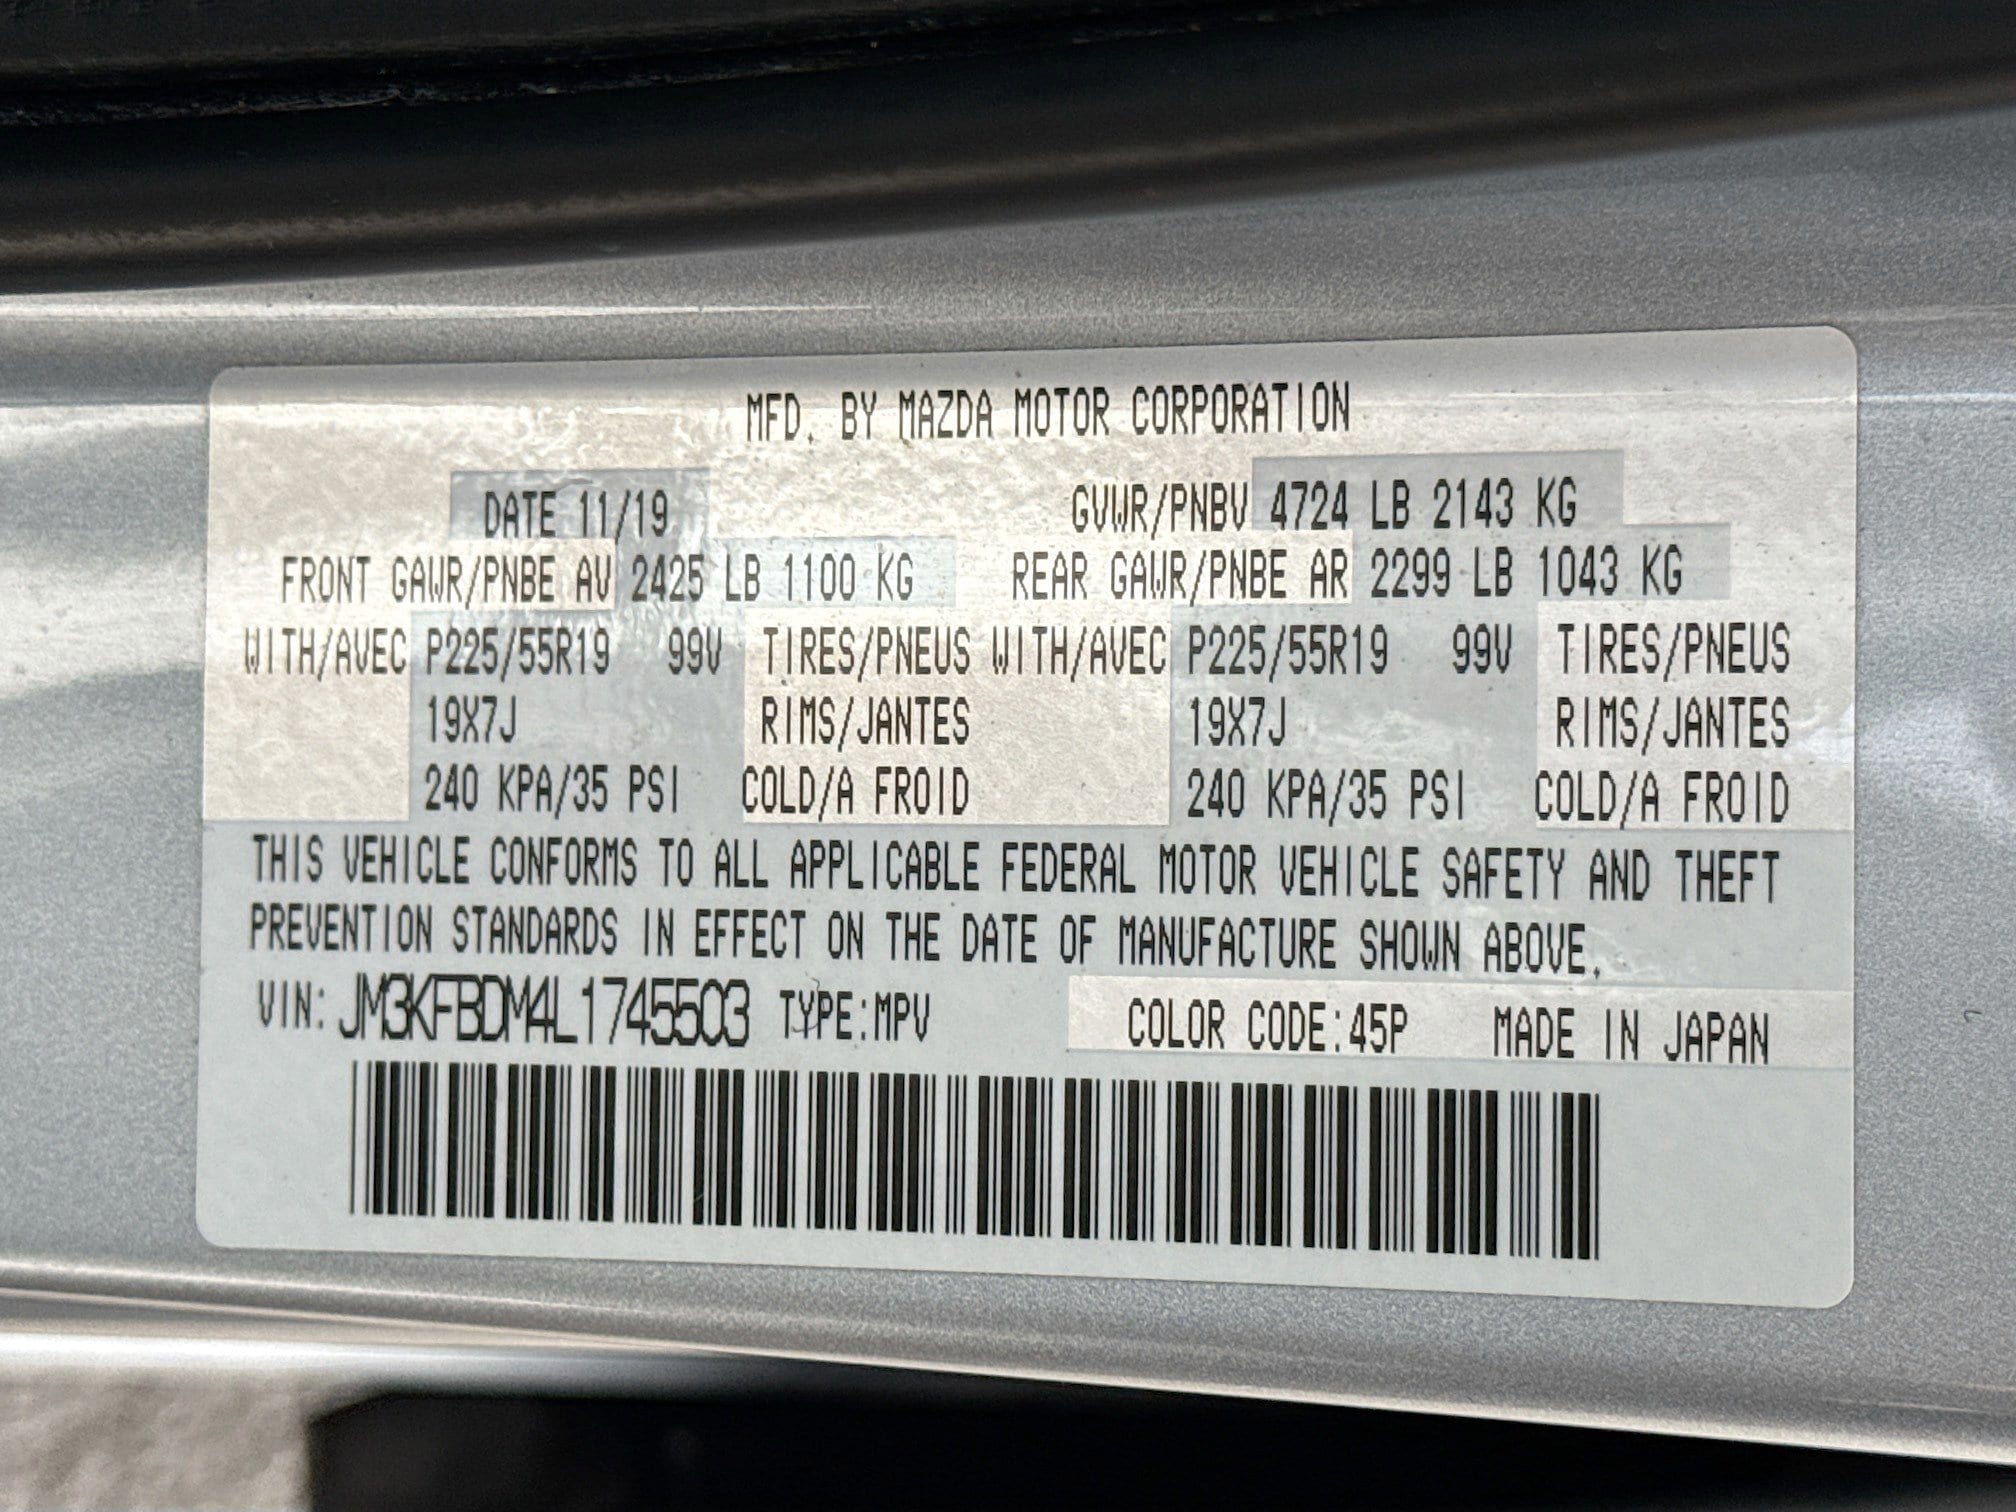 MFD. BY MAZDA MOTOR CORPORATION
DATE 11/19 GVWR/PNBV 4724 LB 2143 KG
FRONT GAWR/PNBE AV 2425 LB 1100 KG REAR GAWR/PNBE AR 2299 LB 1043 KG
WITH/AVEC P225/55R19 99V TIRES/PNEUS WITH/AVEC P225/55R19 99V TIRES/PNEUS
19X7J RIMS/JANTES 19X7J RIMS/JANTES
240 KPA/35 PSI COLD/A FROID 240 KPA/35 PSI COLD/A FROID
THIS VEHICLE CONFORMS TO ALL APPLICABLE FEDERAL MOTOR VEHICLE SAFETY AND THEFT
PREVENTION STANDARDS IN EFFECT ON THE DATE OF MANUFACTURE SHOWN ABOVE.
VIN: JM3KFBDM4L1745503 TYPE:MPV COLOR CODE:45P MADE IN JAPAN